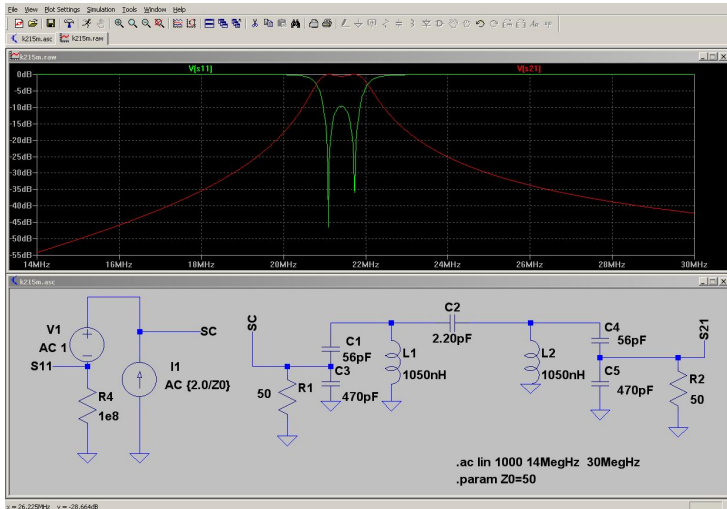 File View Plot Settings Simulation Tools Window Help
k215m.asc k215m.raw
k215m.raw
V(s11) V(s21)
0dB
-5dB
-10dB
-15dB
-20dB
-25dB
-30dB
-35dB
-40dB
-45dB
-50dB
-55dB
14MHz 16MHz 18MHz 20MHz 22MHz 24MHz 26MHz 28MHz 30MHz
k215m.asc
V1
AC 1
S11
R4
1e8
SC
I1
AC {2.0/Z0}
SC
C1
56pF
C3
470pF
50
R1
L1
1050nH
C2
2.20pF
L2
1050nH
C4
56pF
C5
470pF
S21
R2
50
.ac lin 1000 14MegHz 30MegHz
.param Z0=50
x = 26.225MHz y = -28.664dB